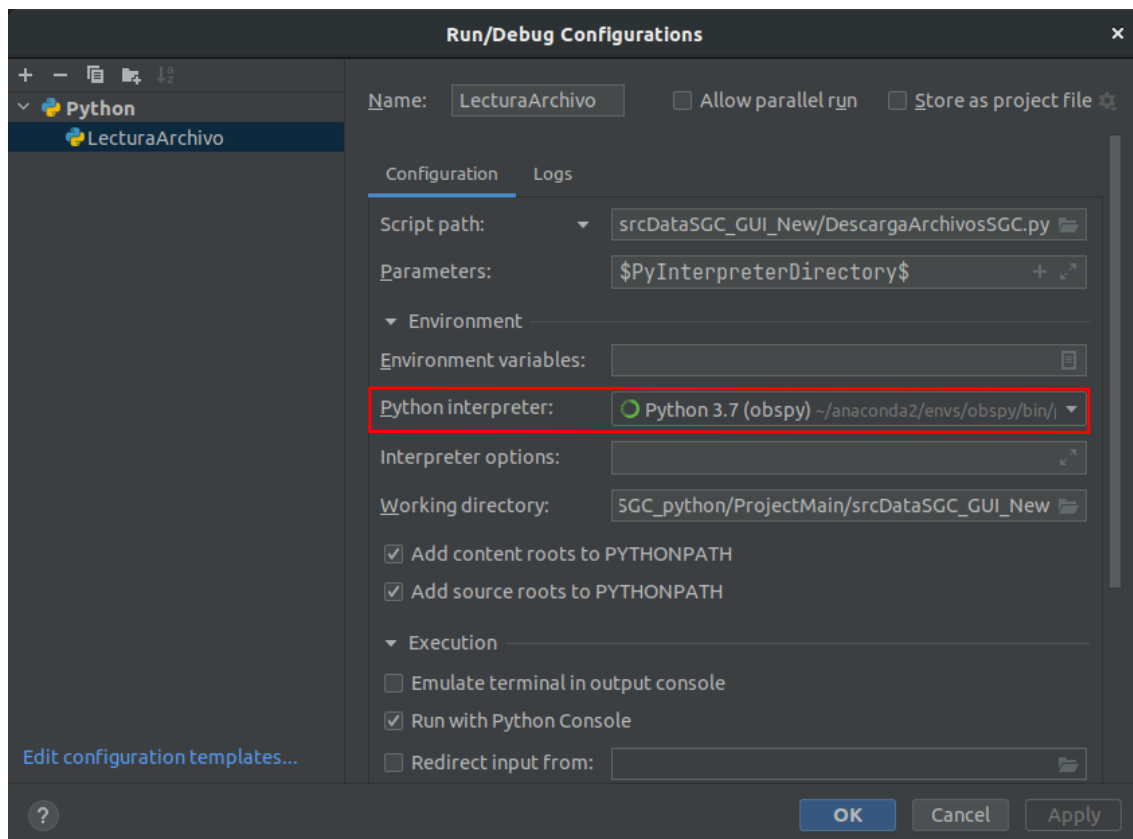 Run/Debug Configurations
Python
LecturaArchivo
Edit configuration templates...
Name: LecturaArchivo Allow parallel run Store as project file
Configuration Logs
Script path: srcDataSGC_GUI_New/DescargaArchivosSGC.py
Parameters: $PyInterpreterDirectory$
Environment
Environment variables:
Python interpreter: Python 3.7 (obspy) ~/anaconda2/envs/obspy/bin/
Interpreter options:
Working directory: SGC_python/ProjectMain/srcDataSGC_GUI_New
Add content roots to PYTHONPATH
Add source roots to PYTHONPATH
Execution
Emulate terminal in output console
Run with Python Console
Redirect input from:
? OK Cancel Apply